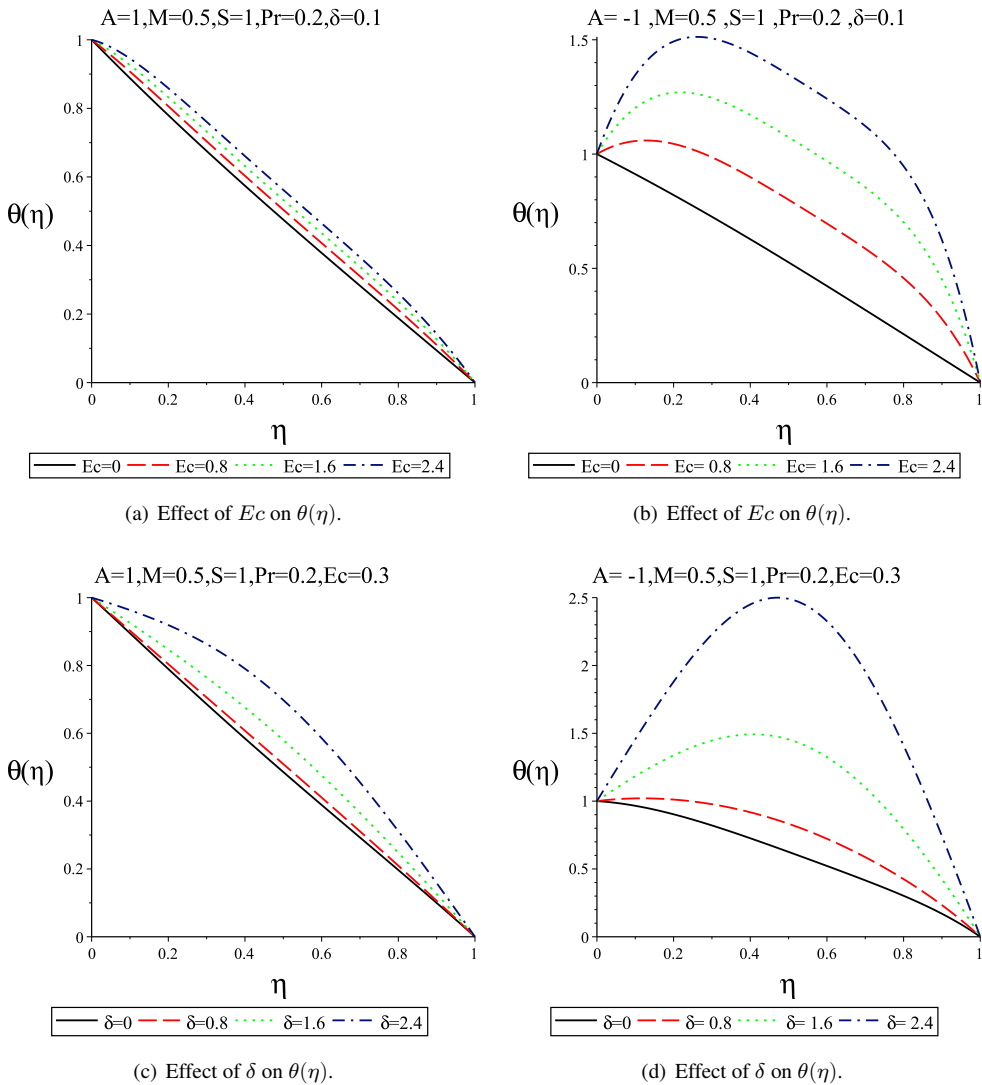 A=1,M=0.5,S=1,Pr=0.2,δ=0.1
1
0.8
0.6
θ(η)
0.4
0.2
0
0 0.2 0.4 0.6 0.8 1
η
Ec=0 Ec=0.8 Ec=1.6 Ec=2.4
(a) Effect of Ec on θ(η).
A= -1 ,M=0.5 ,S=1 ,Pr=0.2 ,δ=0.1
1.5
1
θ(η)
0.5
0
0 0.2 0.4 0.6 0.8 1
η
Ec=0 Ec= 0.8 Ec= 1.6 Ec= 2.4
(b) Effect of Ec on θ(η).
A=1,M=0.5,S=1,Pr=0.2,Ec=0.3
1
0.8
0.6
θ(η)
0.4
0.2
0
0 0.2 0.4 0.6 0.8 1
η
δ=0 δ=0.8 δ=1.6 δ=2.4
(c) Effect of δ on θ(η).
A= -1,M=0.5,S=1,Pr=0.2,Ec=0.3
2.5
2
1.5
θ(η)
1
0.5
0
0 0.2 0.4 0.6 0.8 1
η
δ=0 δ= 0.8 δ= 1.6 δ= 2.4
(d) Effect of δ on θ(η).